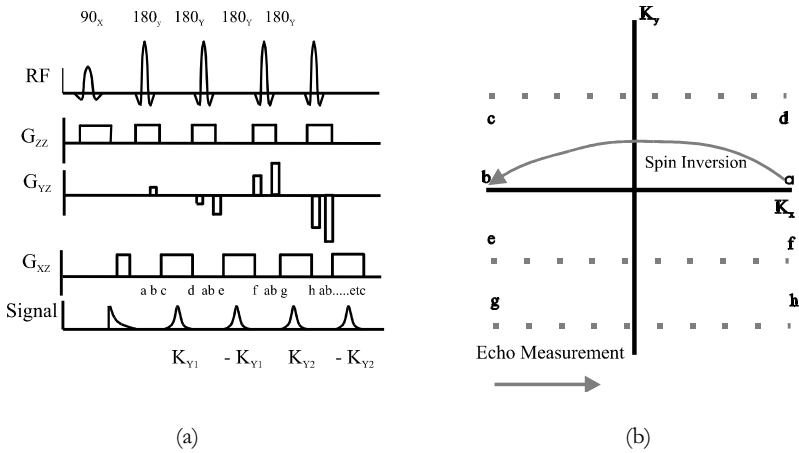 90X 180y 180Y 180Y 180Y
RF
GZZ
GYZ
GXZ
a b c d ab e f ab g h ab.....etc
Signal
KY1 - KY1 KY2 - KY2
(a)
Ky
c d
Spin Inversion
b a
Kx
e f
g h
Echo Measurement
(b)